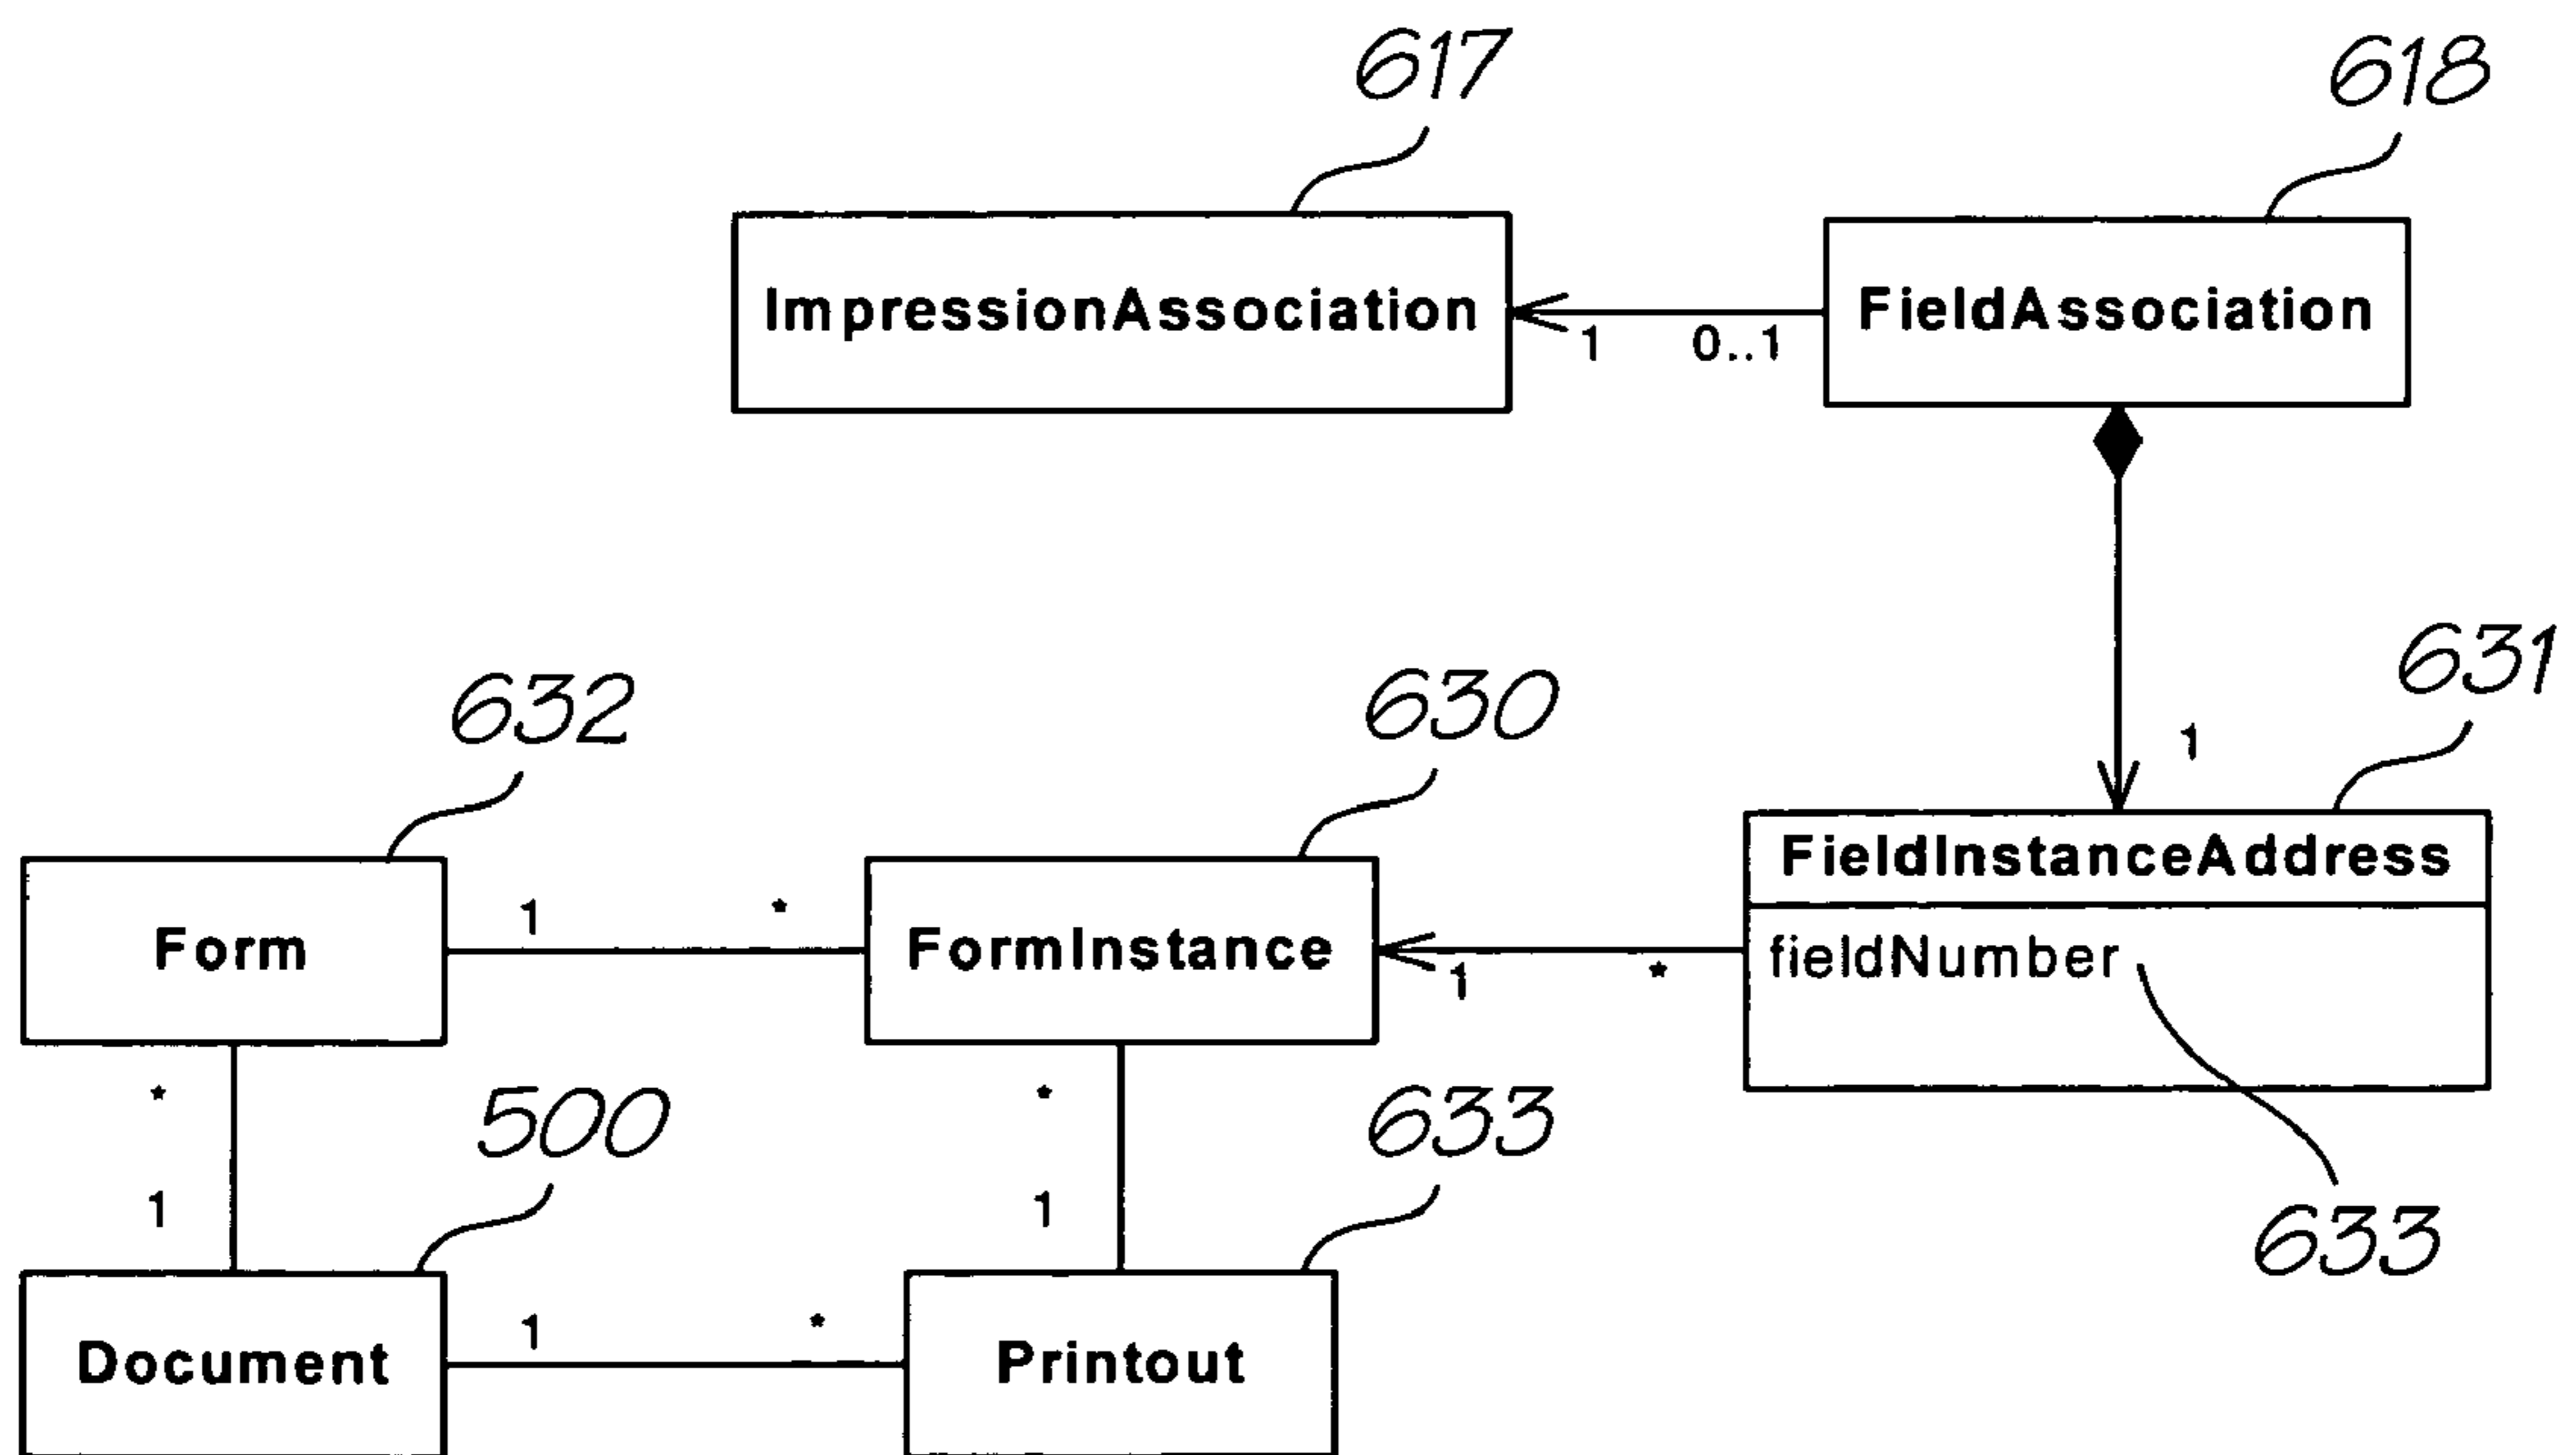 617
618
ImpressionAssociation
FieldAssociation
1
0..1
632
630
631
1
Form
1
*
FormInstance
1
*
FieldInstanceAddress
fieldNumber
*
1
500
*
1
633
633
Document
1
*
Printout